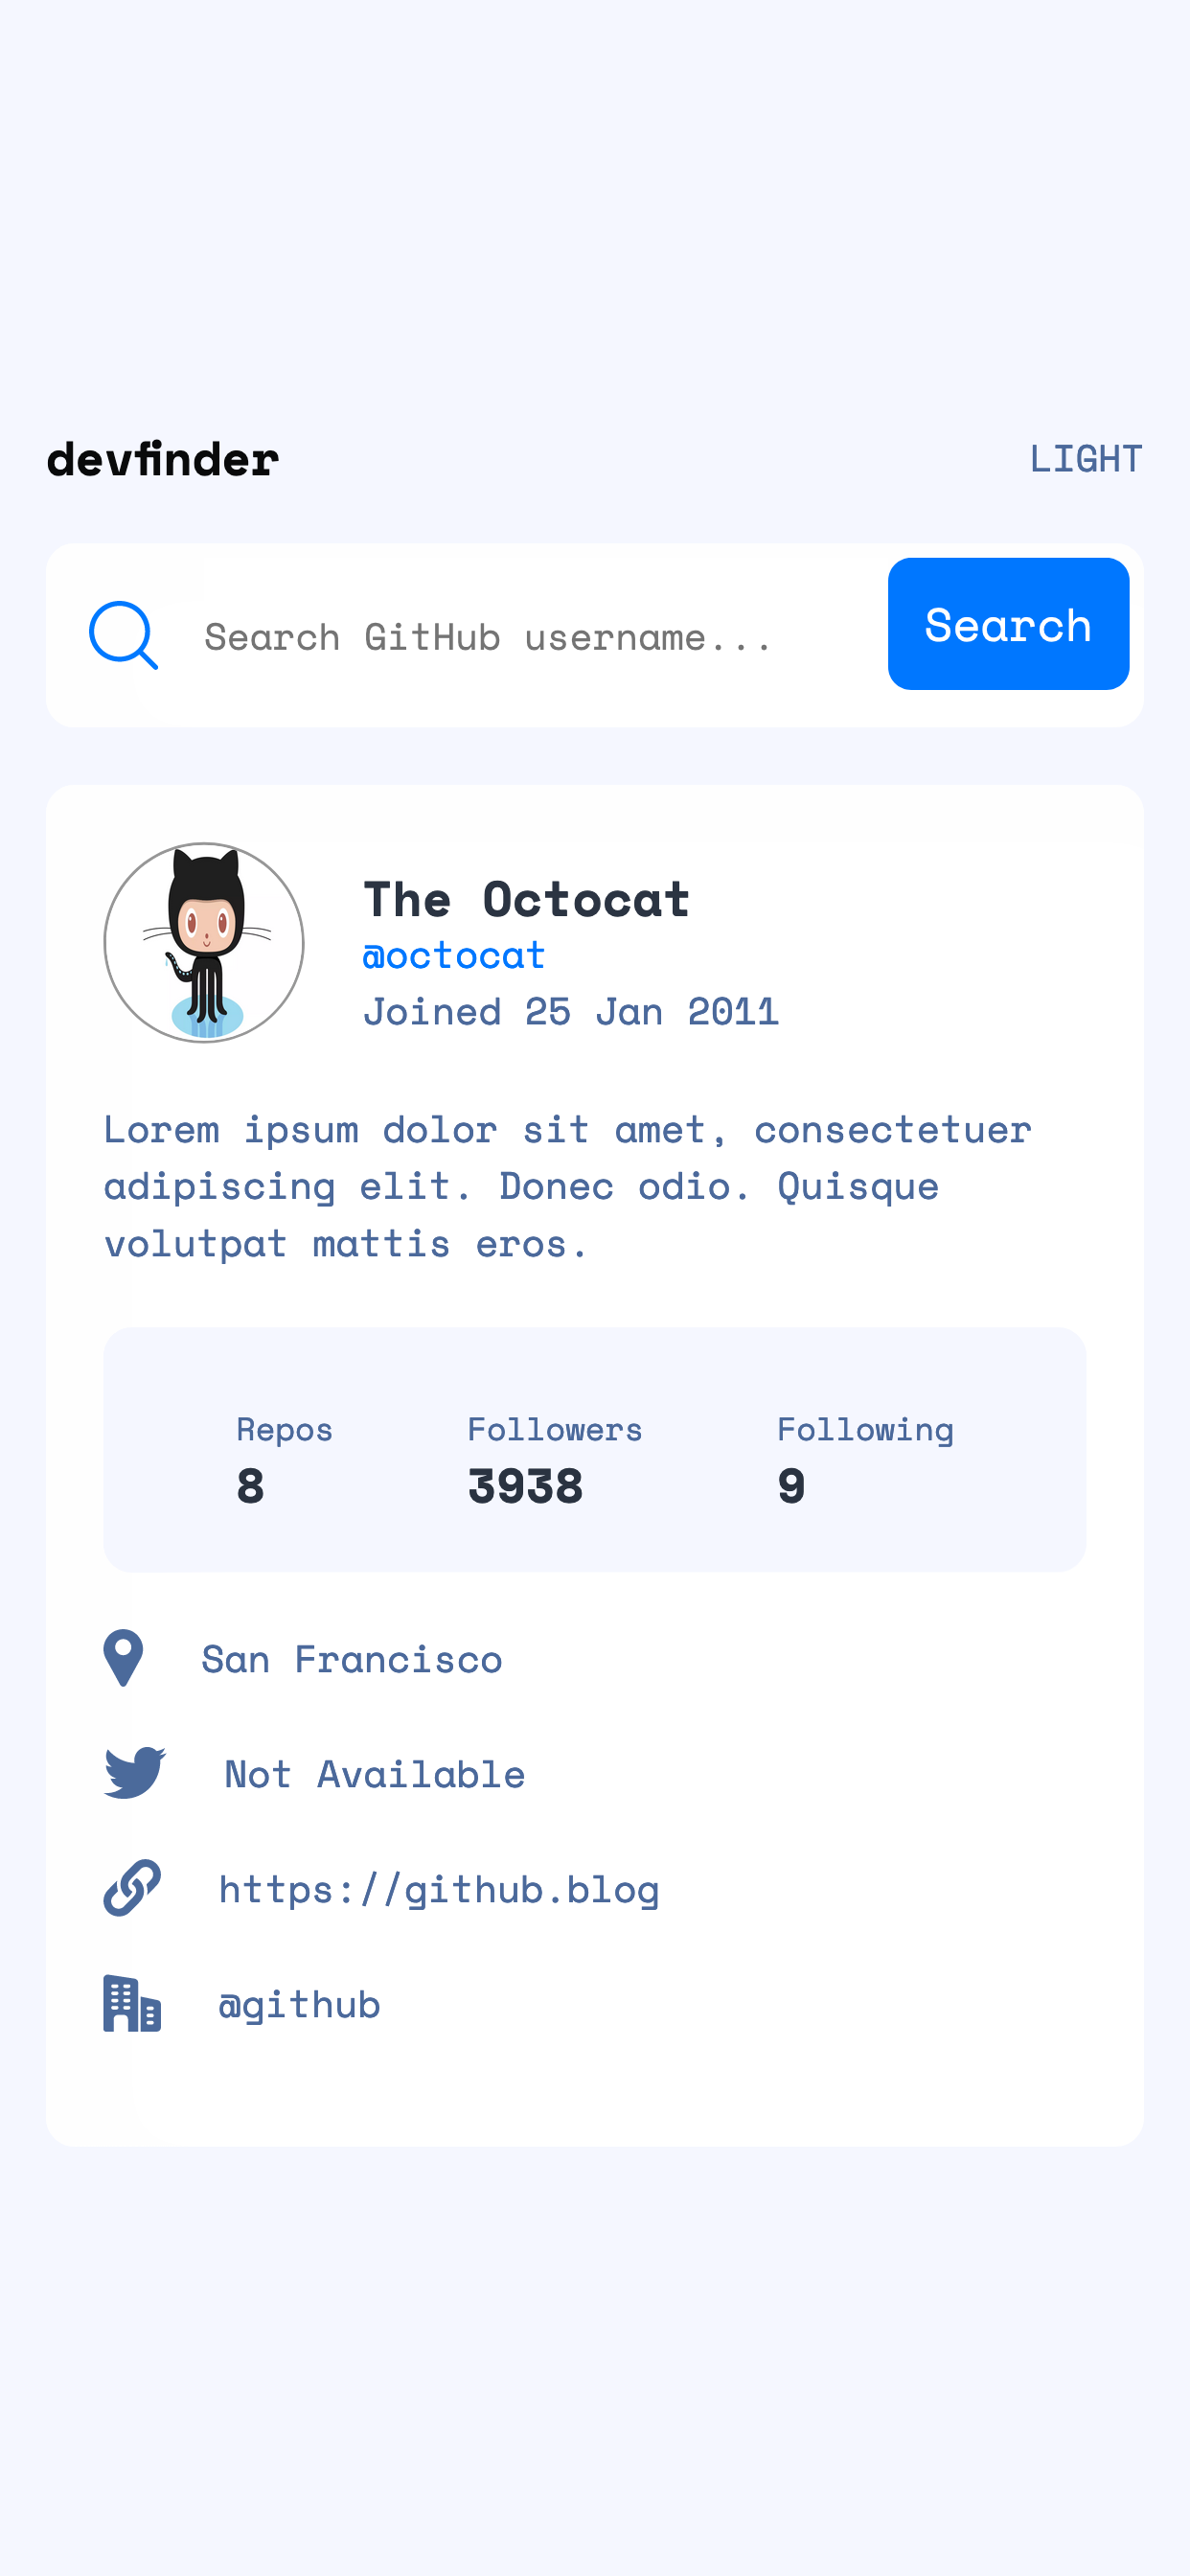 devfinder
LIGHT
Search GitHub username...
Search
The Octocat
@octocat
Joined 25 Jan 2011
Lorem ipsum dolor sit amet, consectetuer
adipiscing elit. Donec odio. Quisque
volutpat mattis eros.
Repos
Followers
Following
8
3938
9
San Francisco
Not Available
https://github.blog
@github